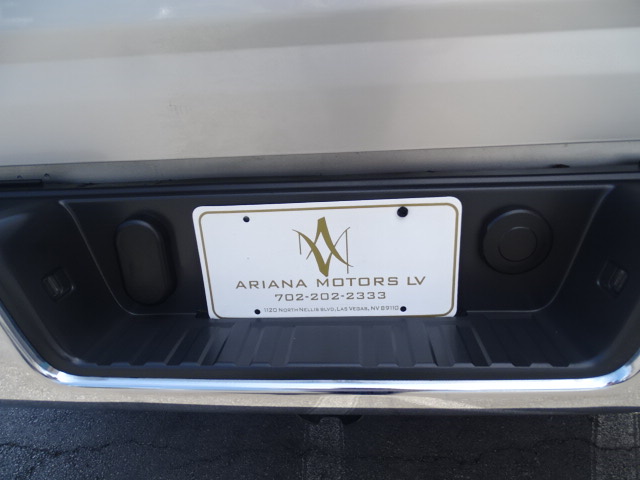 ARIANA MOTORS LV
702-202-2333
1120 NORTH NELLIS BLVD, LAS VEGAS, NV 89110